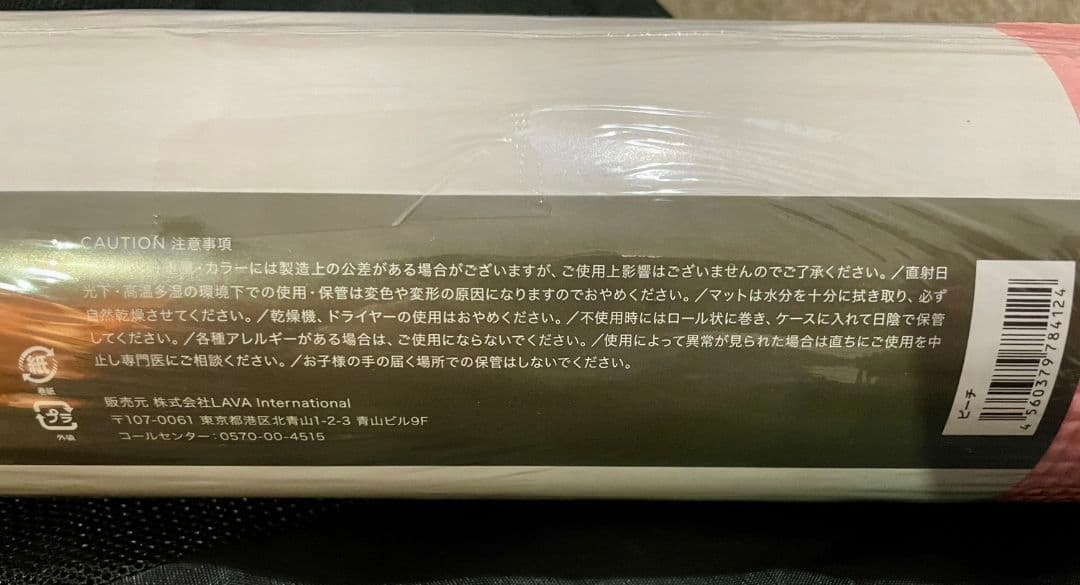 CAUTION 注意事項
重量・カラーには製造上の公差がある場合がございますが、ご使用上影響はございませんのでご了承ください。／直射日
光下・高温多湿の環境下での使用・保管は変色や変形の原因になりますのでおやめください。／マットは水分を十分に拭き取り、必ず
自然乾燥させてください。／乾燥機、ドライヤーの使用はおやめください。／不使用時にはロール状に巻き、ケースに入れて日陰で保管
してください。／各種アレルギーがある場合は、ご使用にならないでください。／使用によって異常が見られた場合は直ちにご使用を中
止し専門医にご相談ください。／お子様の手の届く場所での保管はしないでください。
紙
巻紙
プラ
外袋
販売元 株式会社LAVA International
〒107-0061 東京都港区北青山1-2-3 青山ビル9F
コールセンター：0570-00-4515
ピーチ
4560379784124